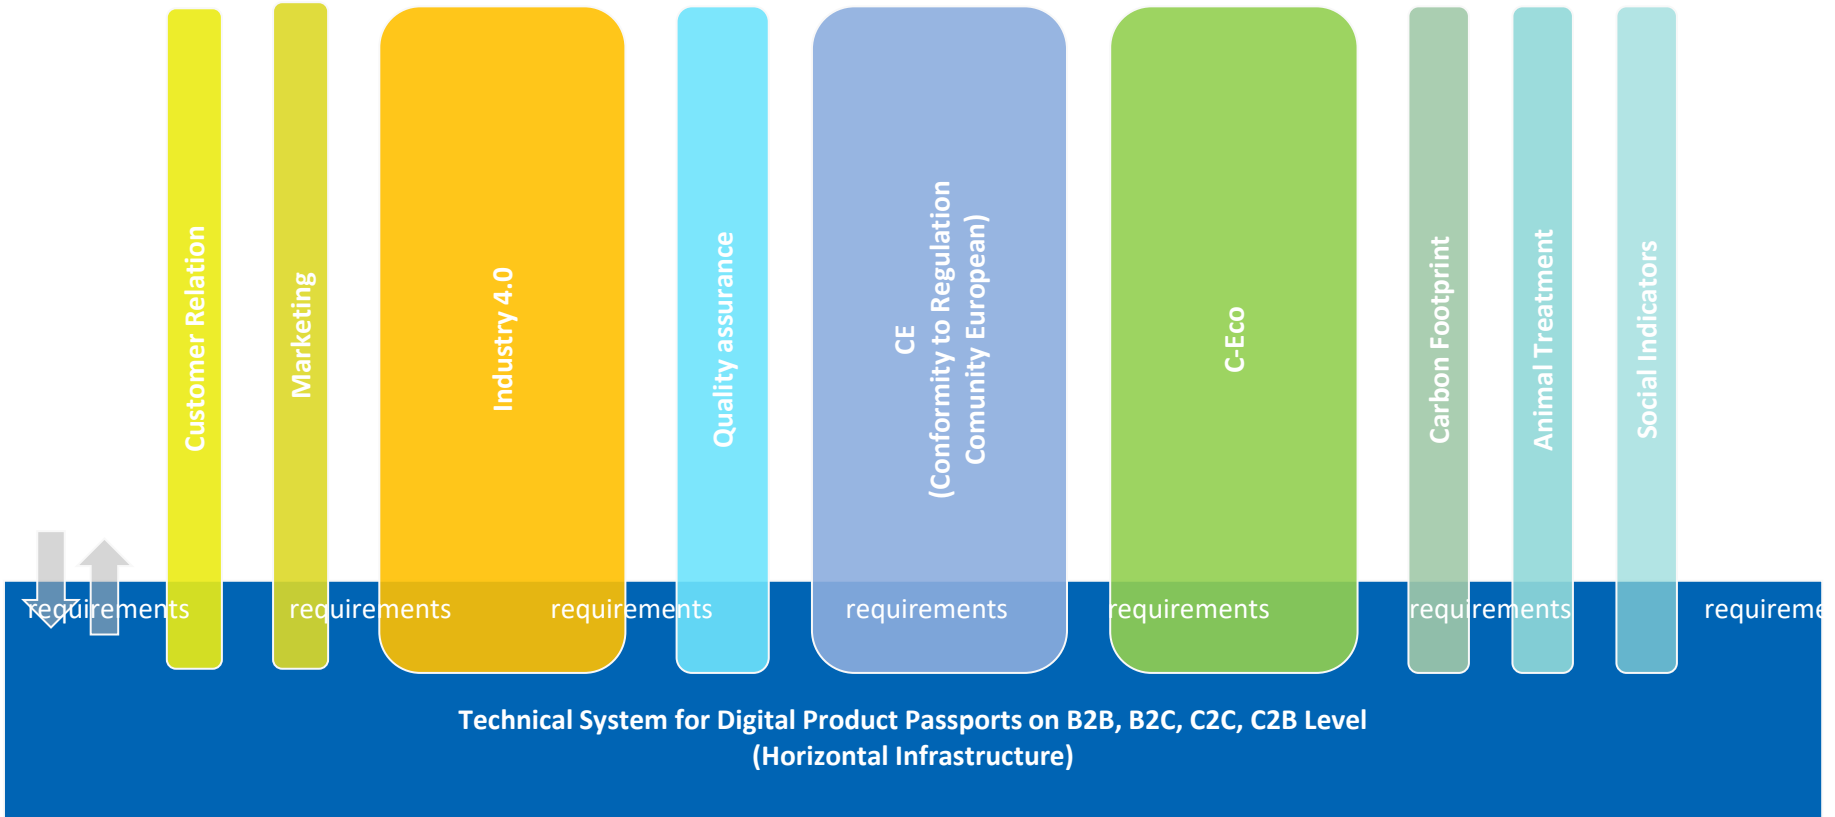 Customer Relation
Marketing
Industry 4.0
Quality assurance
CE
(Conformity to Regulation
Comunity European)
C-Eco
Carbon Footprint
Animal Treatment
Social Indicators
requirements requirements requirements requirements requirements requirements requireme
Technical System for Digital Product Passports on B2B, B2C, C2C, C2B Level
(Horizontal Infrastructure)